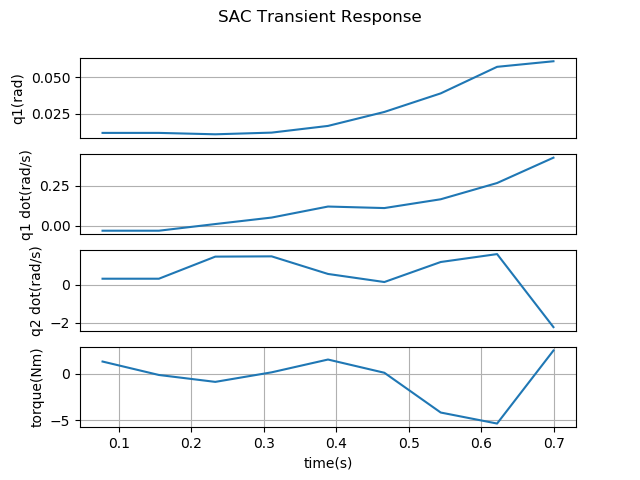 SAC Transient Response
q1(rad)
0.050
0.025
q1 dot(rad/s)
0.25
0.00
q2 dot(rad/s)
0
−2
torque(Nm)
0
−5
0.1 0.2 0.3 0.4 0.5 0.6 0.7
time(s)